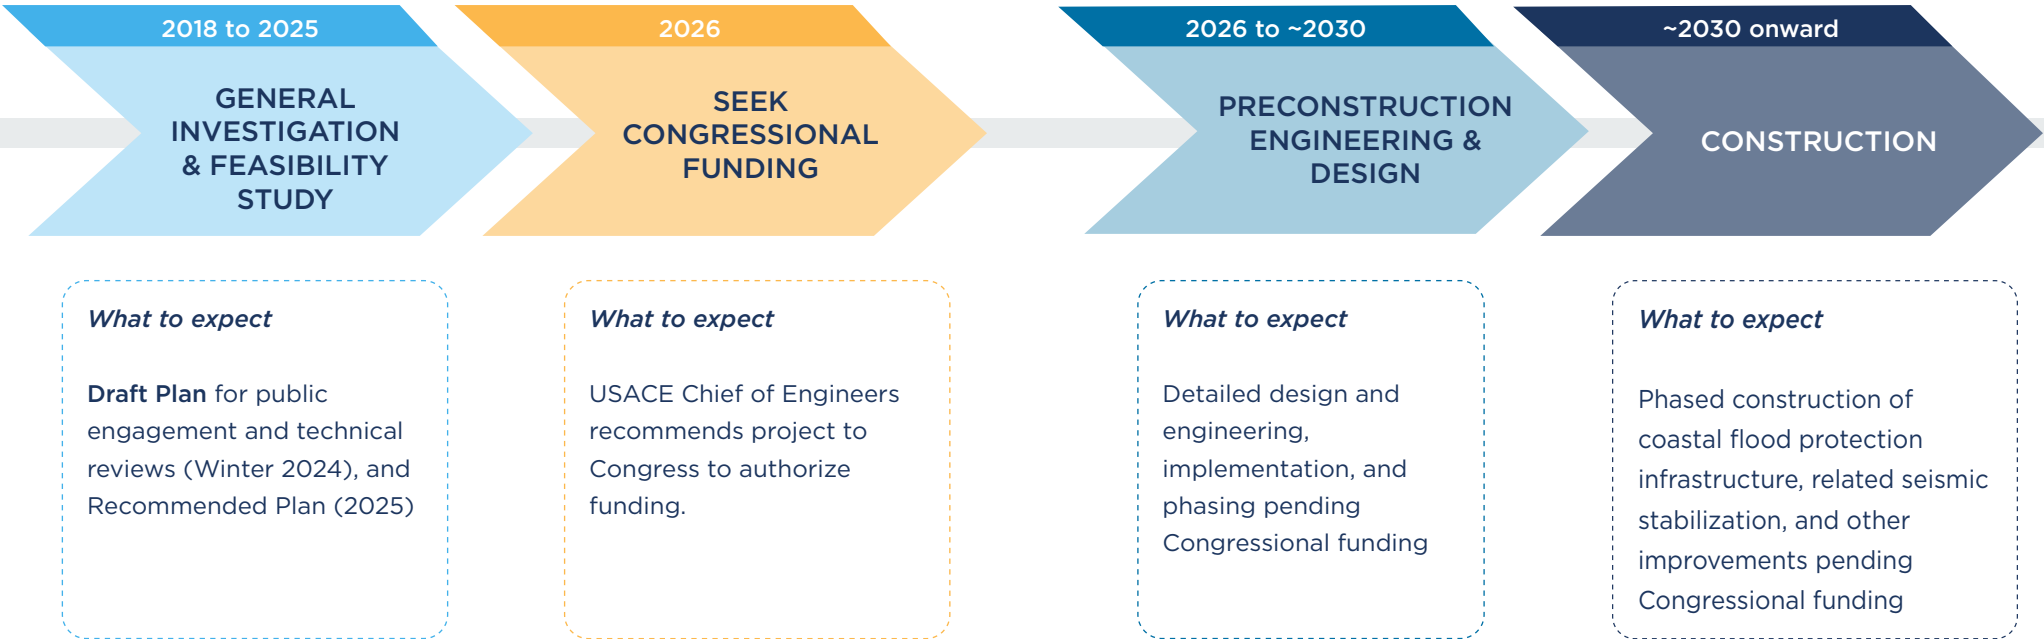 2018 to 2025
GENERAL
INVESTIGATION
& FEASIBILITY
STUDY
What to expect
Draft Plan for public
engagement and technical
reviews (Winter 2024), and
Recommended Plan (2025)
2026
SEEK
CONGRESSIONAL
FUNDING
What to expect
USACE Chief of Engineers
recommends project to
Congress to authorize
funding.
2026 to ~2030
PRECONSTRUCTION
ENGINEERING &
DESIGN
What to expect
Detailed design and
engineering,
implementation, and
phasing pending
Congressional funding
~2030 onward
CONSTRUCTION
What to expect
Phased construction of
coastal flood protection
infrastructure, related seismic
stabilization, and other
improvements pending
Congressional funding